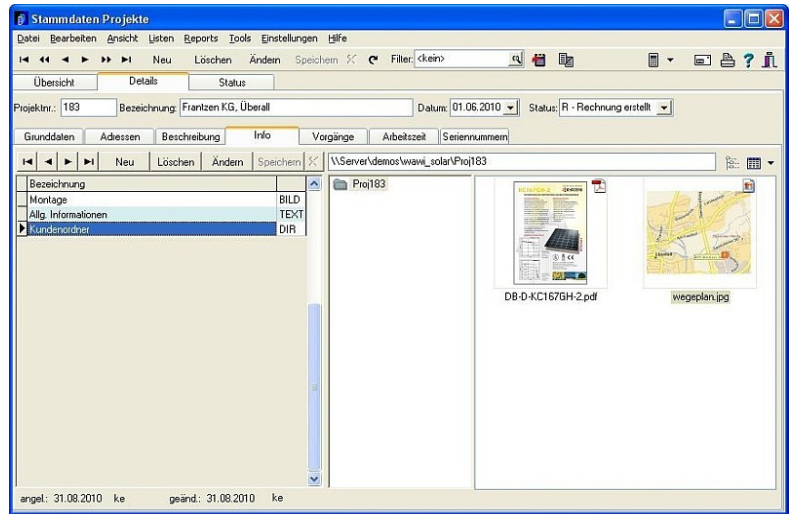 Stammdaten Projekte
Datei Bearbeiten Ansicht Listen Reports Tools Einstellungen Hilfe
Neu Löschen Ändern Speichern Filter: <kein>
Übersicht Details Status
Projektnr.: 183 Bezeichnung: Frantzen KG, Überall Datum: 01.06.2010 Status: R - Rechnung erstellt
Grunddaten Adressen Beschreibung Info Vorgänge Arbeitszeit Seriennummern
Neu Löschen Ändern Speichern \\Server\demos\wawi_solar\Proj183
Bezeichnung
Montage BILD
Allg. Informationen TEXT
Kundenordner DIR
Proj183
KC167GH-2
DB-D-KC167GH-2.pdf wegeplan.jpg
angel.: 31.08.2010 ke geänd.: 31.08.2010 ke